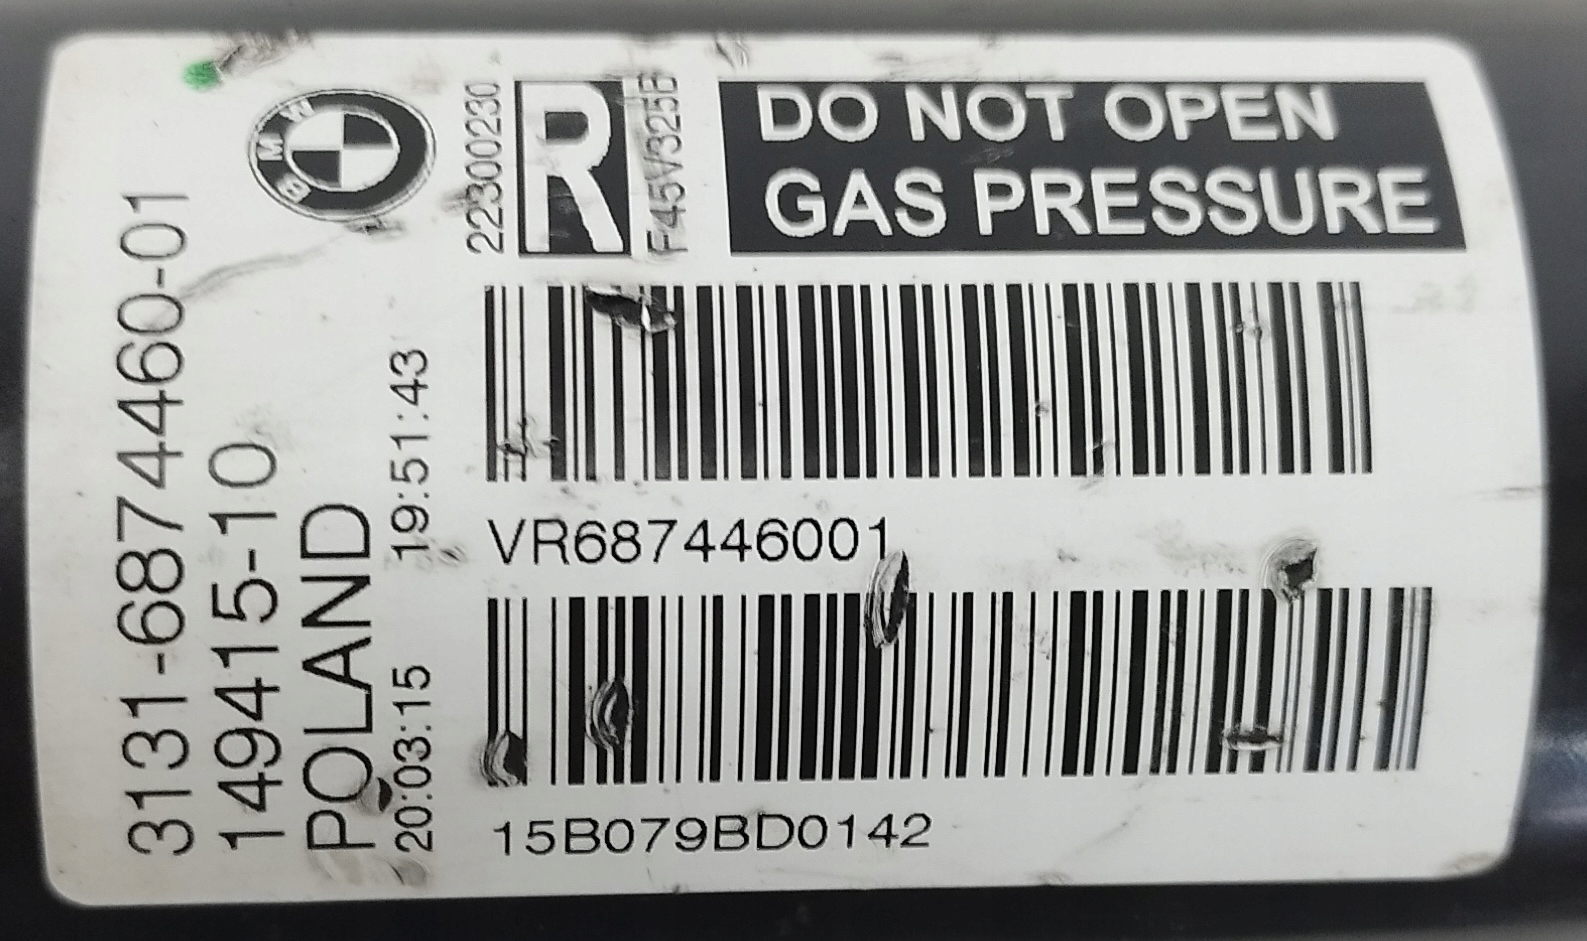 3131-6874460-01
149415-10
POLAND
20:03:15 19:51:43
BMW
22300230
R
F45V325B
DO NOT OPEN
GAS PRESSURE
VR687446001
15B079BD0142